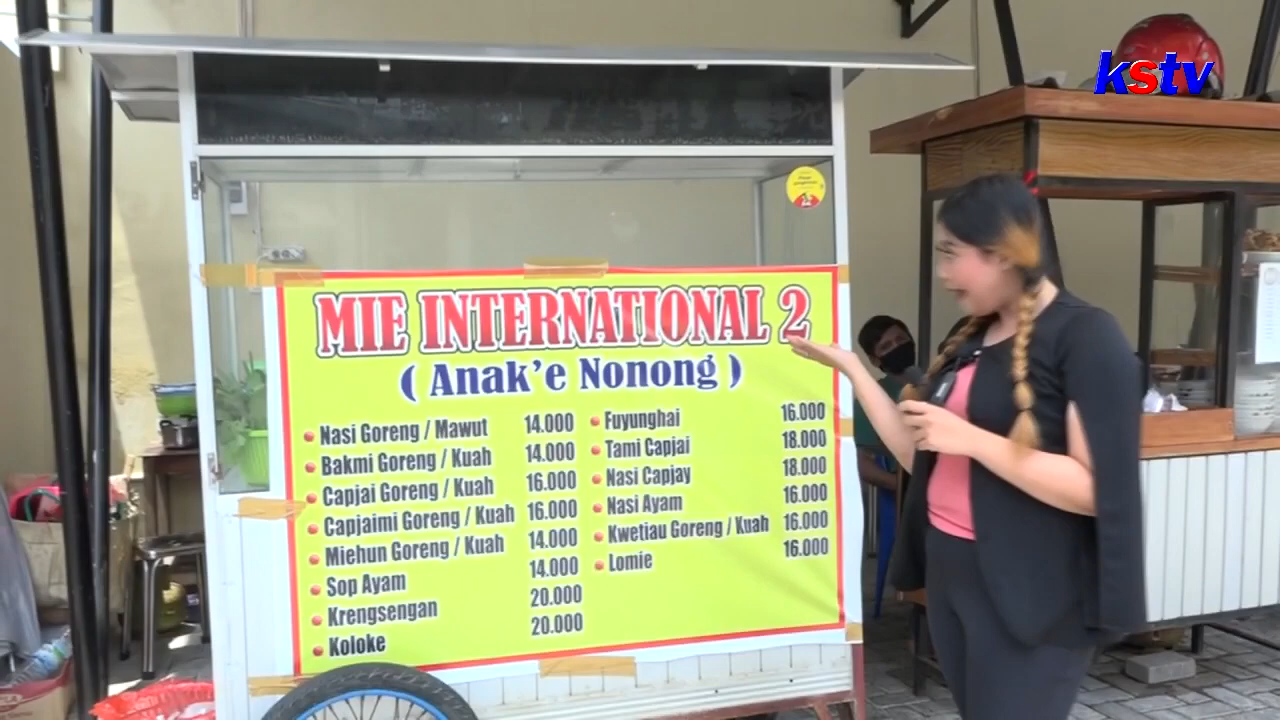 kstv
MIE INTERNATIONAL 2
( Anak'e Nonong )
Nasi Goreng / Mawut 14.000
Bakmi Goreng / Kuah 14.000
Capjai Goreng / Kuah 16.000
Capjaimi Goreng / Kuah 16.000
Miehun Goreng / Kuah 14.000
Sop Ayam 14.000
Krengsengan 20.000
Koloke 20.000
Fuyunghai 16.000
Tami Capjai 18.000
Nasi Capjay 18.000
Nasi Ayam 16.000
Kwetiau Goreng / Kuah 16.000
Lomie 16.000